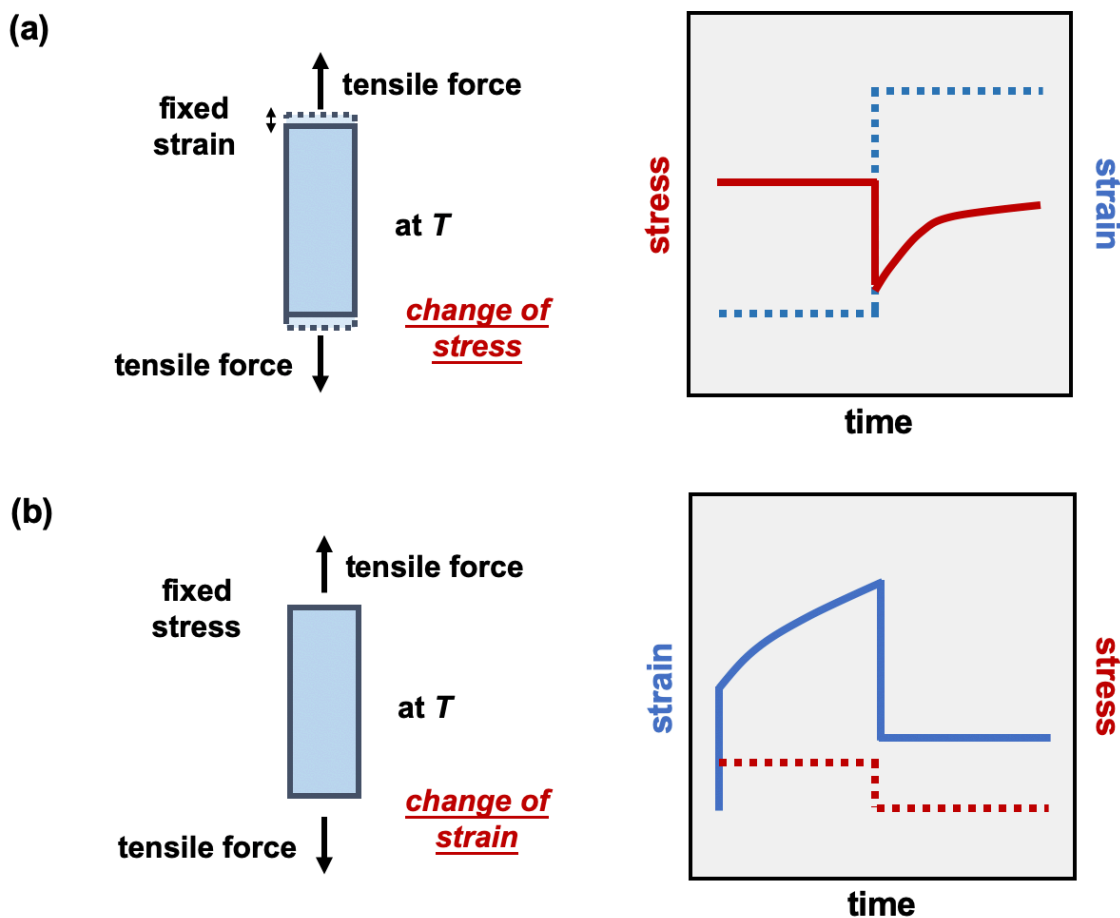 (a)
tensile force
fixed
strain
at T
change of
stress
tensile force
stress
strain
time
(b)
tensile force
fixed
stress
at T
change of
strain
tensile force
strain
stress
time